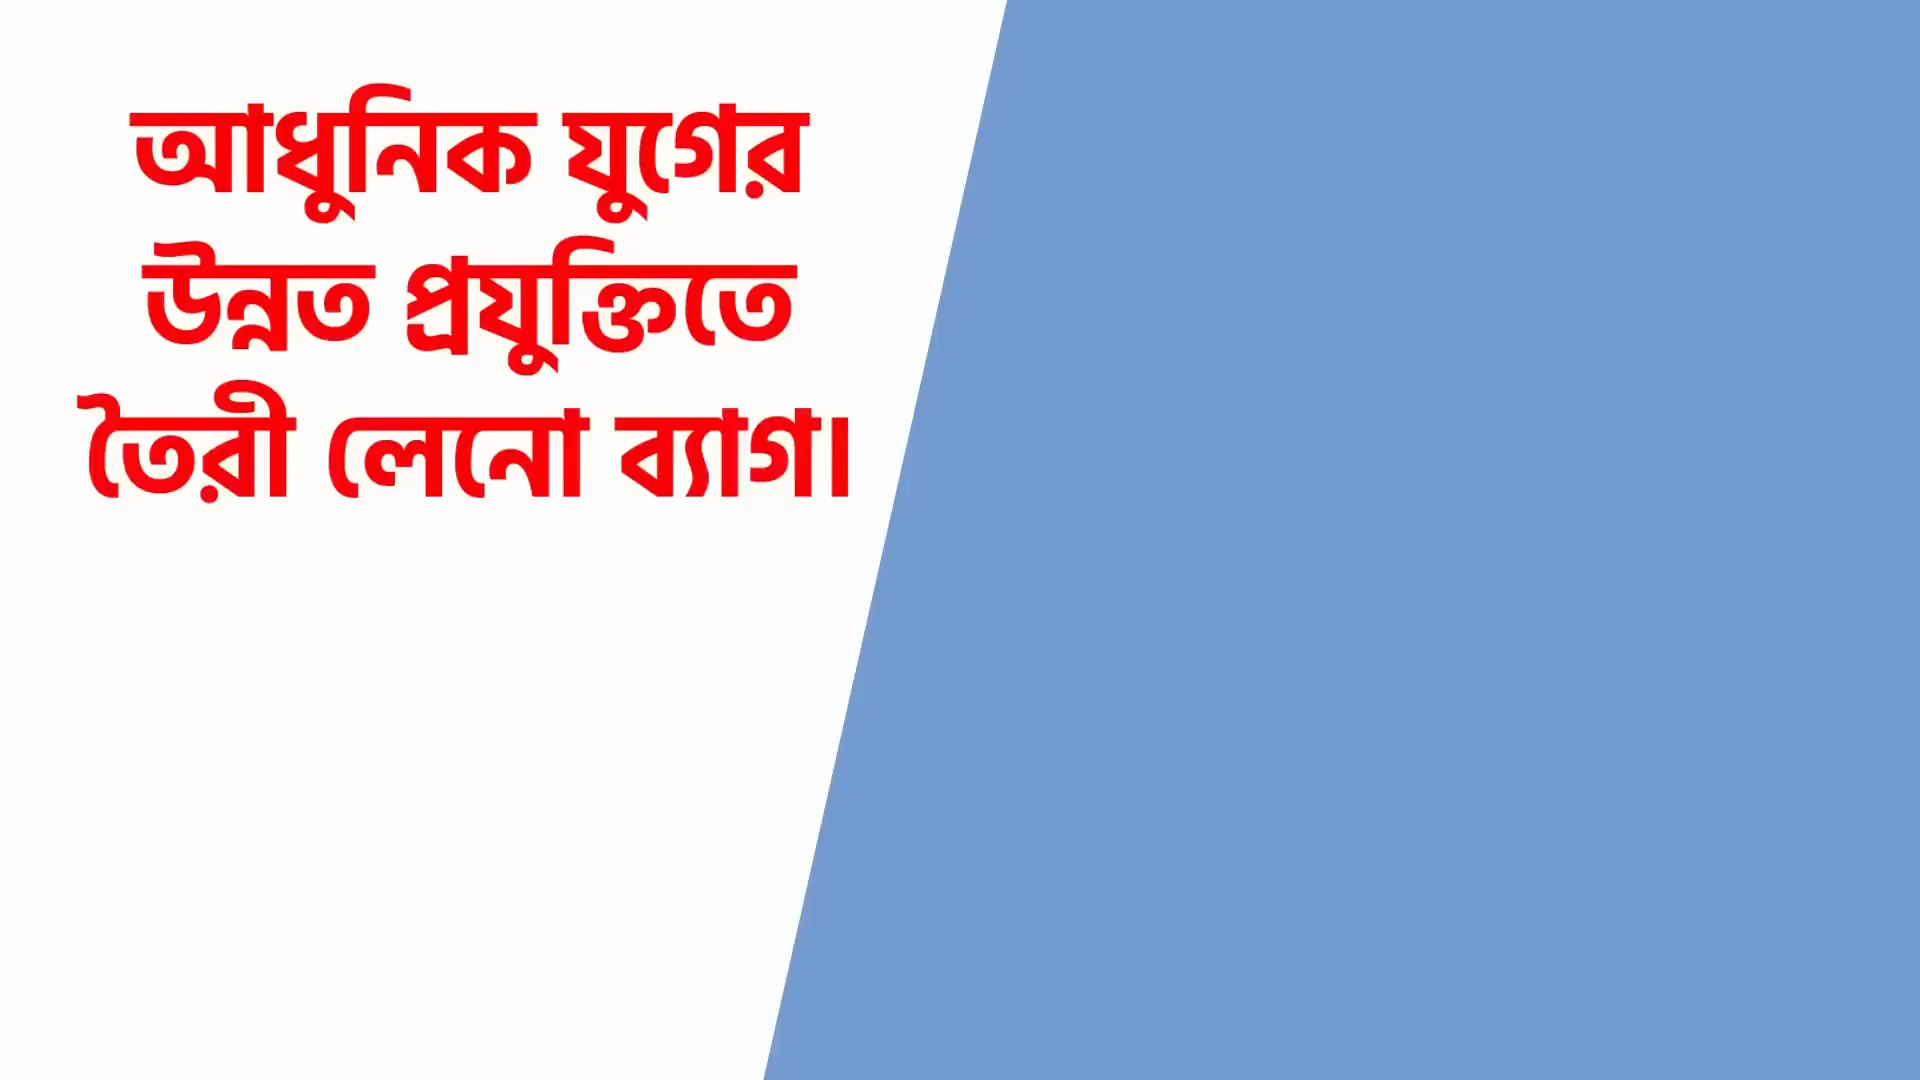 আধুনিক যুগের
উন্নত প্রযুক্তিতে
তৈরী লেনো ব্যাগ।